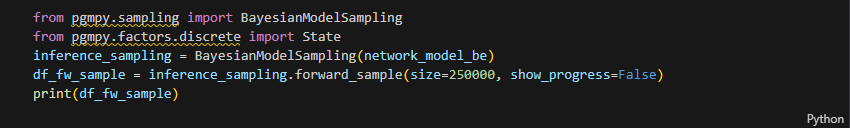 from pgmpy.sampling import BayesianModelSampling
from pgmpy.factors.discrete import State
inference_sampling = BayesianModelSampling(network_model_be)
df_fw_sample = inference_sampling.forward_sample(size=250000, show_progress=False)
print(df_fw_sample)
Python